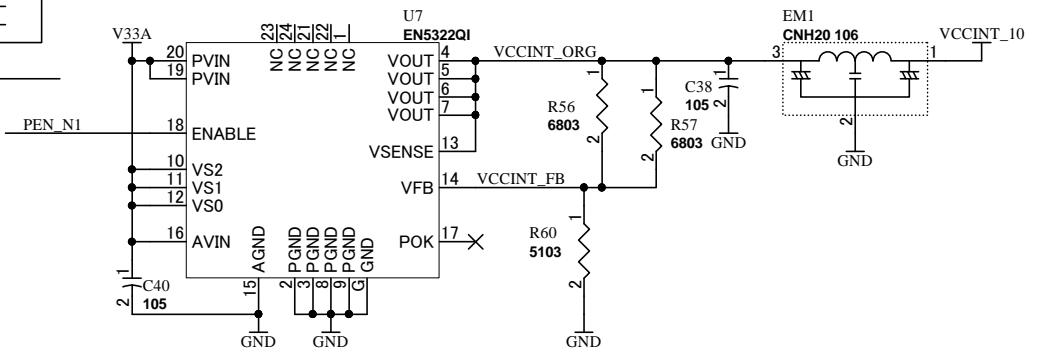 U7
EN5322QI
EM1
CNH20 106
V33A
23
24
21
22
1
NC
NC
NC
NC
NC
20
PVIN
19
PVIN
PEN_N1
18
ENABLE
10
VS2
11
VS1
12
VS0
16
AVIN
VOUT
4
VOUT
5
VOUT
6
VOUT
7
VSENSE
13
VFB
14
POK
17
VCCINT_ORG
VCCINT_FB
AGND
PGND
PGND
PGND
PGND
GND
15
2
3
8
9
G
1
C40
2
105
GND
GND
1
R56
6803
2
1
R57
6803
2
1
C38
105
2
GND
1
R60
5103
2
GND
3
1
2
GND
VCCINT_10